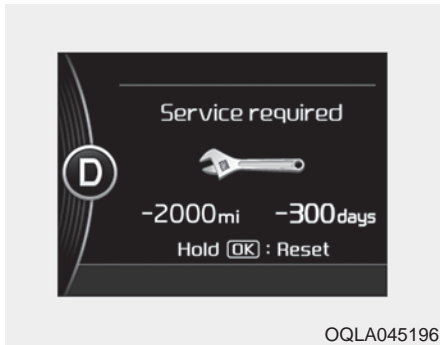 Service required
D
-2000mi -300days
Hold OK : Reset
OQLA045196